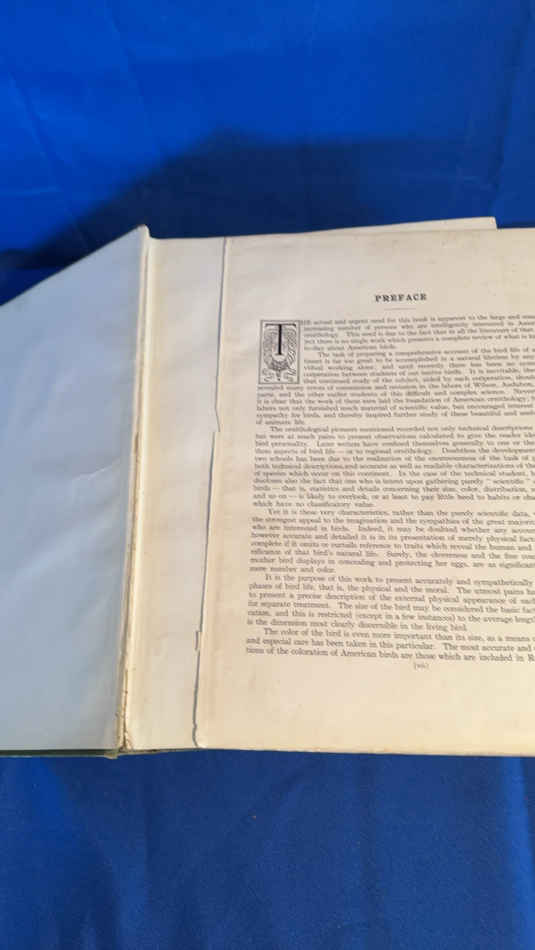 PREFACE
THE actual and urgent need for this book is apparent to the large and
increasing number of persons who are intelligently interested in
ornithology. This need is due to the fact that in all the literature of
ject there is no single work which presents a complete review of what is
to-day about American birds.
The task of preparing a comprehensive account of the bird life of a
tinent is far too great to be accomplished in a natural lifetime by any
vidual working alone; and until recently there has been no
coöperation between students of our native birds. It is inevitable,
that continued study of the subject, aided by such coöperation, should
revealed many errors of commission and omission in the labors of Wilson, Audubon,
parte, and the other earlier students of this difficult and complex science.
it is clear that the work of these men laid the foundation of American ornithology;
labors not only furnished much material of scientific value, but encouraged interest
sympathy for birds, and thereby inspired further study of these beautiful and
of animate life.
The ornithological pioneers mentioned recorded not only technical descriptions
but were at much pains to present observations calculated to give the reader
bird personality. Later writers have confined themselves generally to one or the
these aspects of bird life — or to regional ornithology. Doubtless the development
two schools has been due to the realization of the enormousness of the task of
both technical descriptions, and accurate as well as readable characterizations of the
of species which occur on this continent. In the case of the technical student,
discloses also the fact that one who is intent upon gathering purely "scientific"
birds — that is, statistics and details concerning their size, color, distribution,
and so on — is likely to overlook, or at least to pay little heed to habits or
which have no classificatory value.
Yet it is these very characteristics, rather than the purely scientific data,
the strongest appeal to the imagination and the sympathies of the great
who are interested in birds. Indeed, it may be doubted whether any
however accurate and detailed it is in its presentation of merely physical
complete if it omits or curtails reference to traits which reveal the human and
nificance of that bird's natural life. Surely, the cleverness and the fine
mother bird displays in concealing and protecting her eggs, are as significant
mere number and color.
It is the purpose of this work to present accurately and sympathetically
phases of bird life, that is, the physical and the moral. The utmost pains
to present a precise description of the external physical appearance of each
for separate treatment. The size of the bird may be considered the basic
cation, and this is restricted (except in a few instances) to the average
is the dimension most clearly discernible in the living bird.
The color of the bird is even more important than its size, as a means
and especial care has been taken in this particular. The most accurate and
tions of the coloration of American birds are those which are included in
[vii]